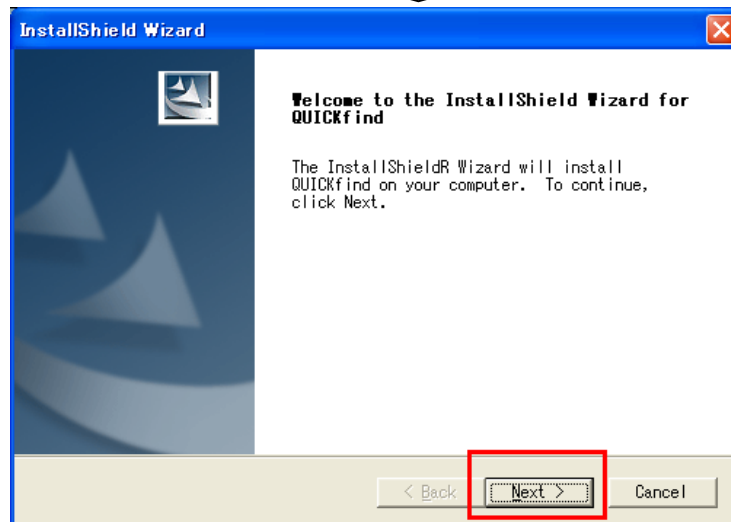 InstallShield Wizard
Welcome to the InstallShield Wizard for
QUICKfind
The InstallShieldR Wizard will install
QUICKfind on your computer.  To continue,
click Next.
< Back
Next >
Cancel